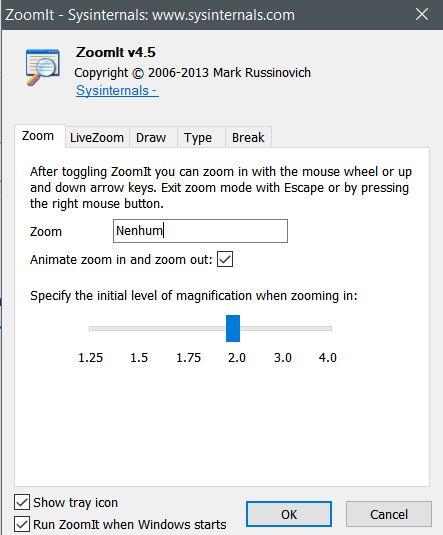 ZoomIt - Sysinternals: www.sysinternals.com
ZoomIt v4.5
Copyright © 2006-2013 Mark Russinovich
Sysinternals -
Zoom LiveZoom Draw Type Break
After toggling ZoomIt you can zoom in with the mouse wheel or up
and down arrow keys. Exit zoom mode with Escape or by pressing
the right mouse button.
Zoom Nenhum
Animate zoom in and zoom out:
Specify the initial level of magnification when zooming in:
1.25 1.5 1.75 2.0 3.0 4.0
Show tray icon
Run ZoomIt when Windows starts
OK Cancel